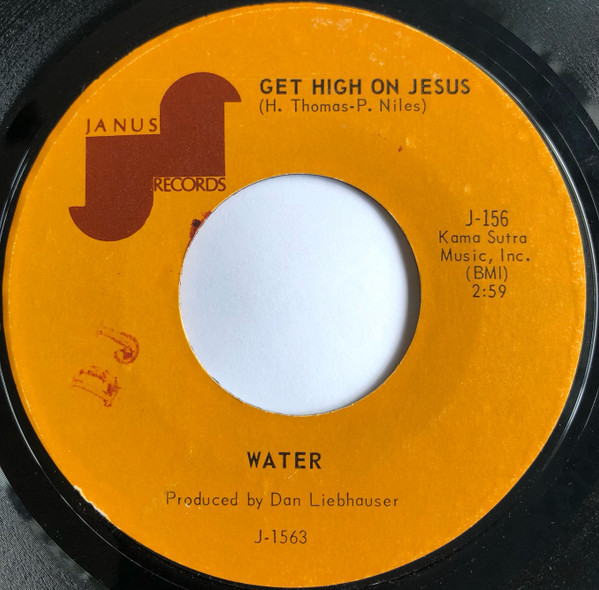 GET HIGH ON JESUS
(H. Thomas-P. Niles)
JANUS
RECORDS
J-156
Kama Sutra
Music, Inc.
(BMI)
2:59
WATER
Produced by Dan Liebhauser
J-1563